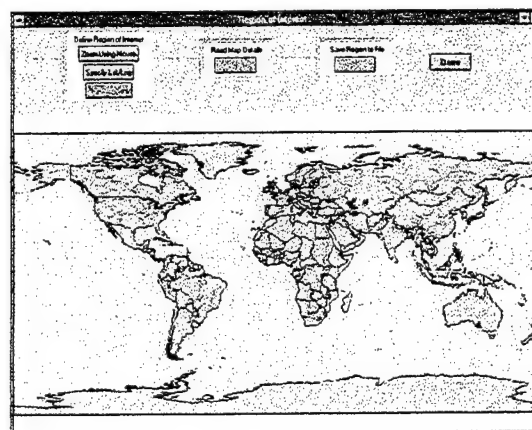 Region of Interest
Define Region of Interest
Zoom Using Mouse
Specify Lat/Lon
Read Map Details
Save Region to File
Done